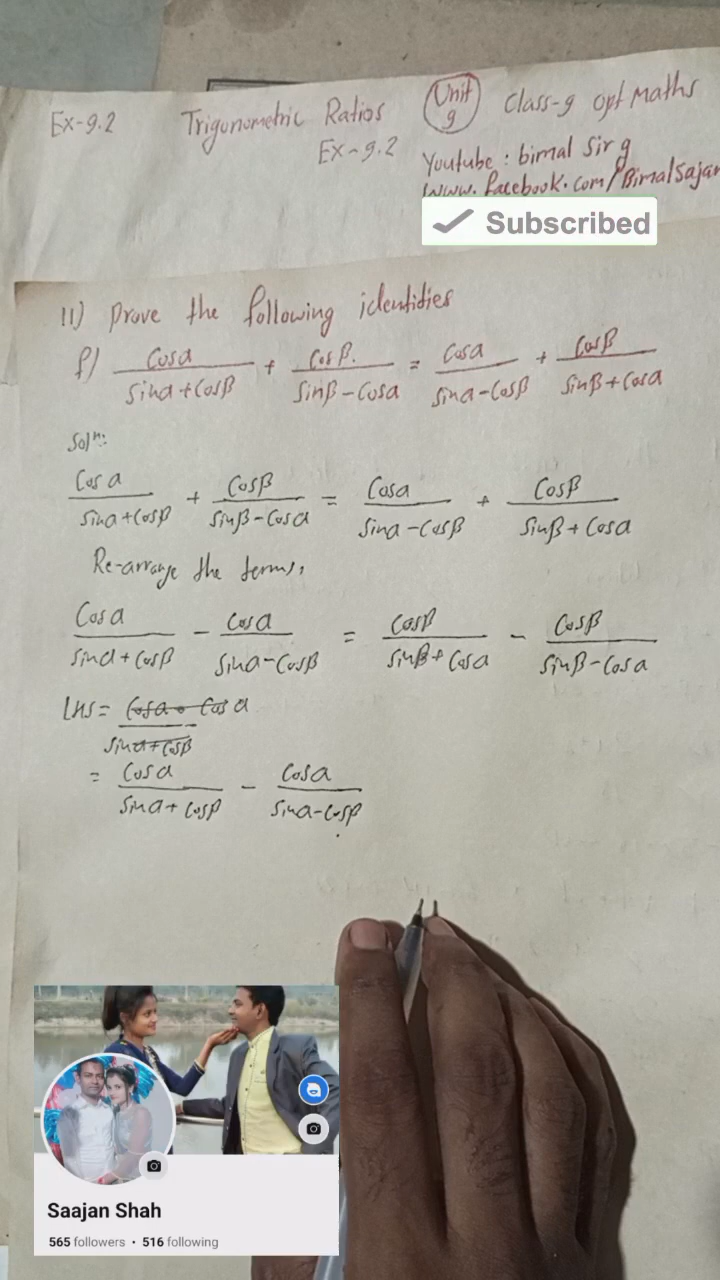 Ex-9.2 Trigonometric Ratios Unit 9 Class-9 Opt Maths
Ex-9.2
Youtube : bimal Sir g
www.facebook.com/BimalSajan
✓ Subscribed
11) Prove the following identities
f) Cosα/(Sinα+Cosβ) + Cosβ./(Sinβ-Cosα) = Cosα/(Sinα-Cosβ) + Cosβ/(Sinβ+Cosα)
Solⁿ:
Cosα/(Sinα+Cosβ) + Cosβ/(Sinβ-Cosα) = Cosα/(Sinα-Cosβ) + Cosβ/(Sinβ+Cosα)
Re-arrange the terms,
Cosα/(Sinα+Cosβ) - Cosα/(Sinα-Cosβ) = Cosβ/(Sinβ+Cosα) - Cosβ/(Sinβ-Cosα)
LHS =
= Cosα/(Sinα+Cosβ) - Cosα/(Sinα-Cosβ)
Saajan Shah
565 followers • 516 following